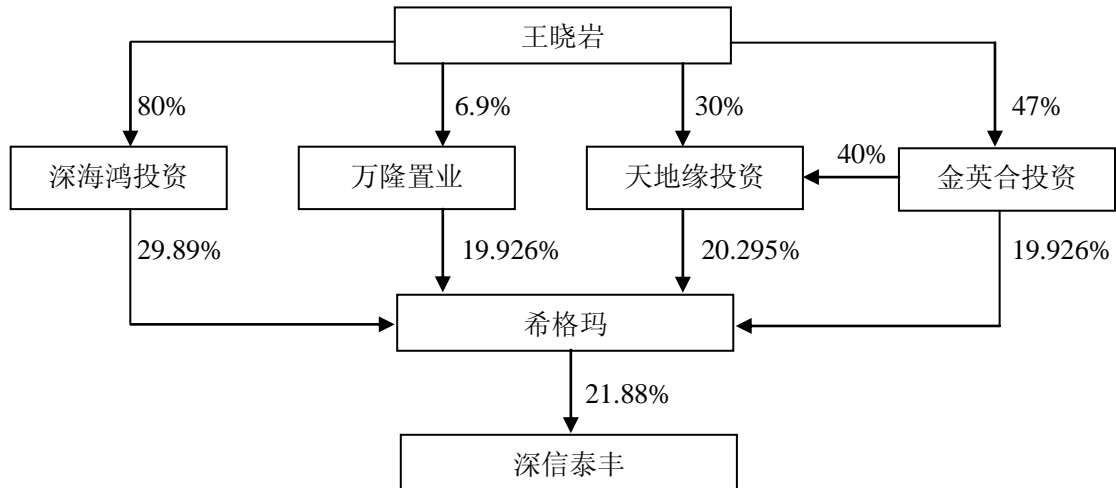 王晓岩
80%
6.9%
30%
47%
深海鸿投资
万隆置业
天地缘投资
40%
金英合投资
29.89%
19.926%
20.295%
19.926%
希格玛
21.88%
深信泰丰